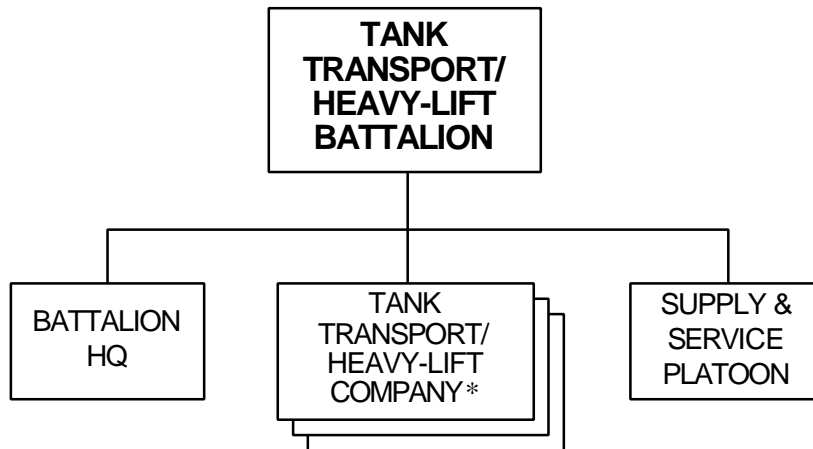 TANK
TRANSPORT/
HEAVY-LIFT
BATTALION
BATTALION
HQ
TANK
TRANSPORT/
HEAVY-LIFT
COMPANY*
SUPPLY &
SERVICE
PLATOON